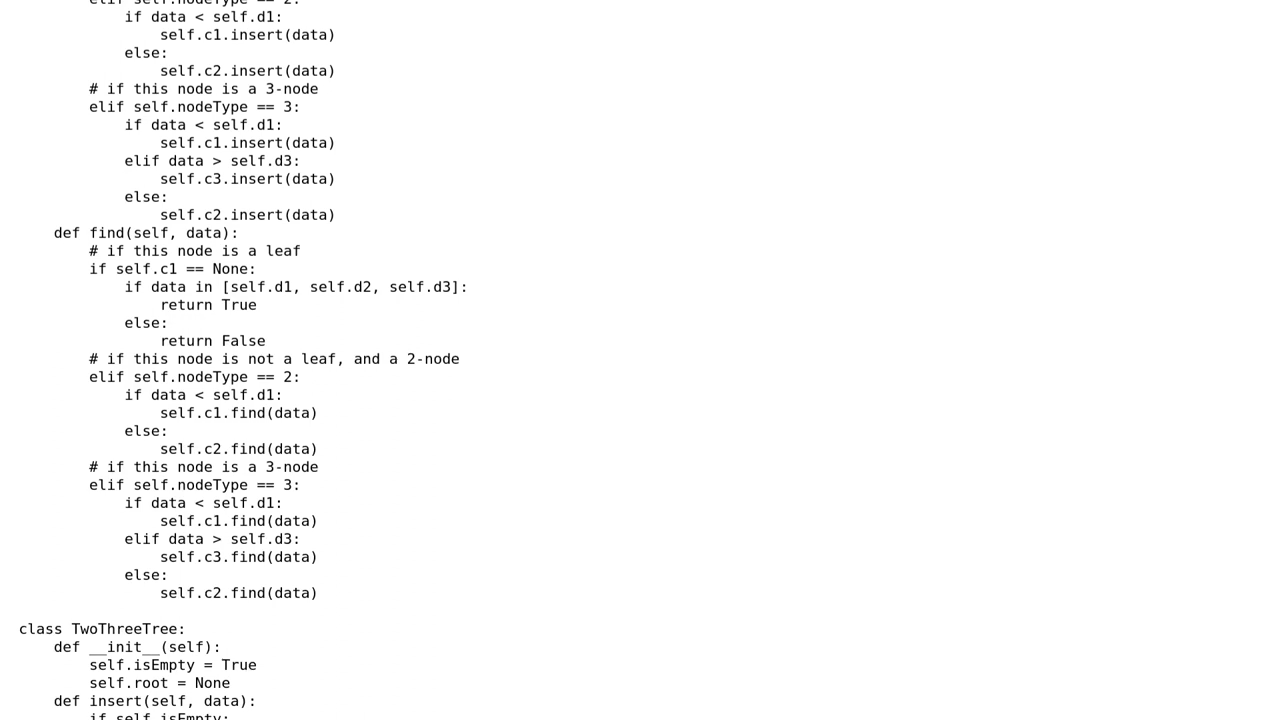 elif self.nodeType == 2:
            if data < self.d1:
                self.c1.insert(data)
            else:
                self.c2.insert(data)
        # if this node is a 3-node
        elif self.nodeType == 3:
            if data < self.d1:
                self.c1.insert(data)
            elif data > self.d3:
                self.c3.insert(data)
            else:
                self.c2.insert(data)
    def find(self, data):
        # if this node is a leaf
        if self.c1 == None:
            if data in [self.d1, self.d2, self.d3]:
                return True
            else:
                return False
        # if this node is not a leaf, and a 2-node
        elif self.nodeType == 2:
            if data < self.d1:
                self.c1.find(data)
            else:
                self.c2.find(data)
        # if this node is a 3-node
        elif self.nodeType == 3:
            if data < self.d1:
                self.c1.find(data)
            elif data > self.d3:
                self.c3.find(data)
            else:
                self.c2.find(data)

class TwoThreeTree:
    def __init__(self):
        self.isEmpty = True
        self.root = None
    def insert(self, data):
        if self.isEmpty: